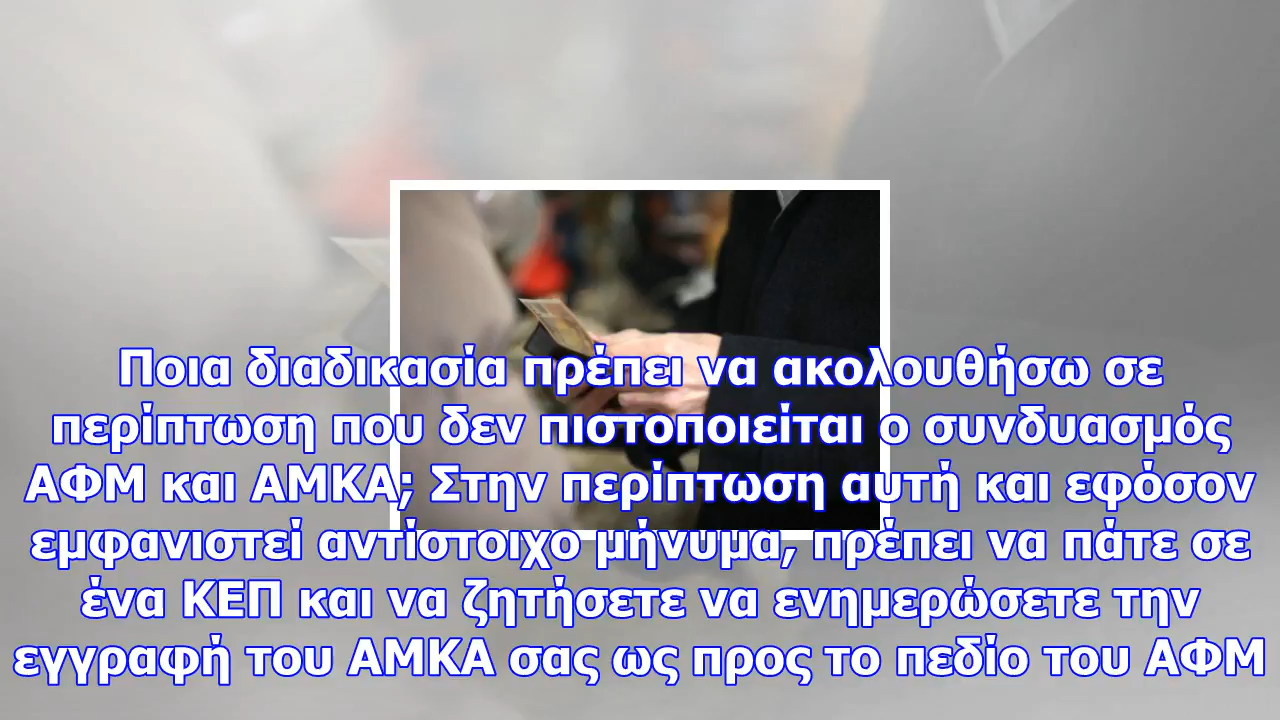 Ποια διαδικασία πρέπει να ακολουθήσω σε
περίπτωση που δεν πιστοποιείται ο συνδυασμός
ΑΦΜ και ΑΜΚΑ; Στην περίπτωση αυτή και εφόσον
εμφανιστεί αντίστοιχο μήνυμα, πρέπει να πάτε σε
ένα ΚΕΠ και να ζητήσετε να ενημερώσετε την
εγγραφή του ΑΜΚΑ σας ως προς το πεδίο του ΑΦΜ